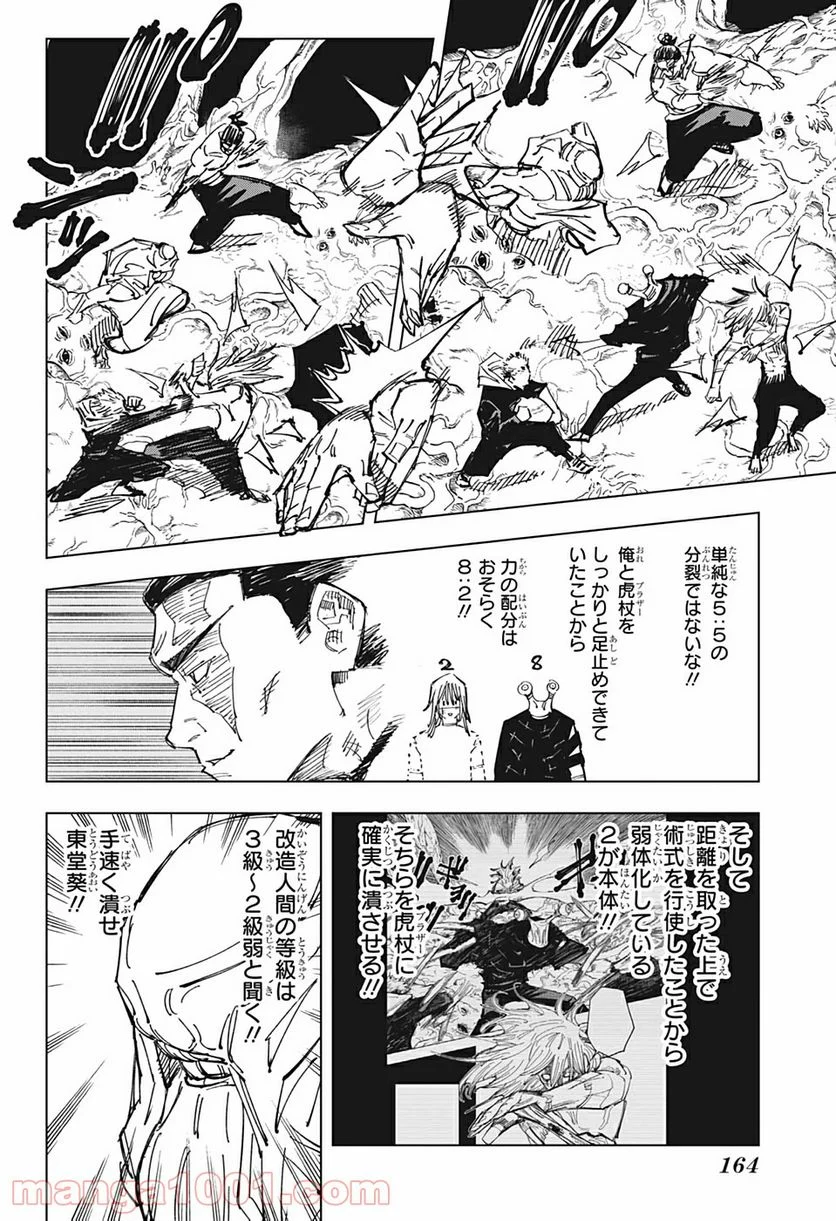 単純な5:5の
分裂ではないな!!
俺と虎杖を
しっかりと足止めできて
いたことから
力の配分は
おそらく
8:2!!
2
8
そして
距離を取った上で
術式を行使したことから
弱体化している
2が本体!!
そちらを虎杖に
確実に潰させる!!
改造人間の等級は
3級〜2級弱と聞く!!
手速く潰せ
東堂葵!!
164
manga1001.com